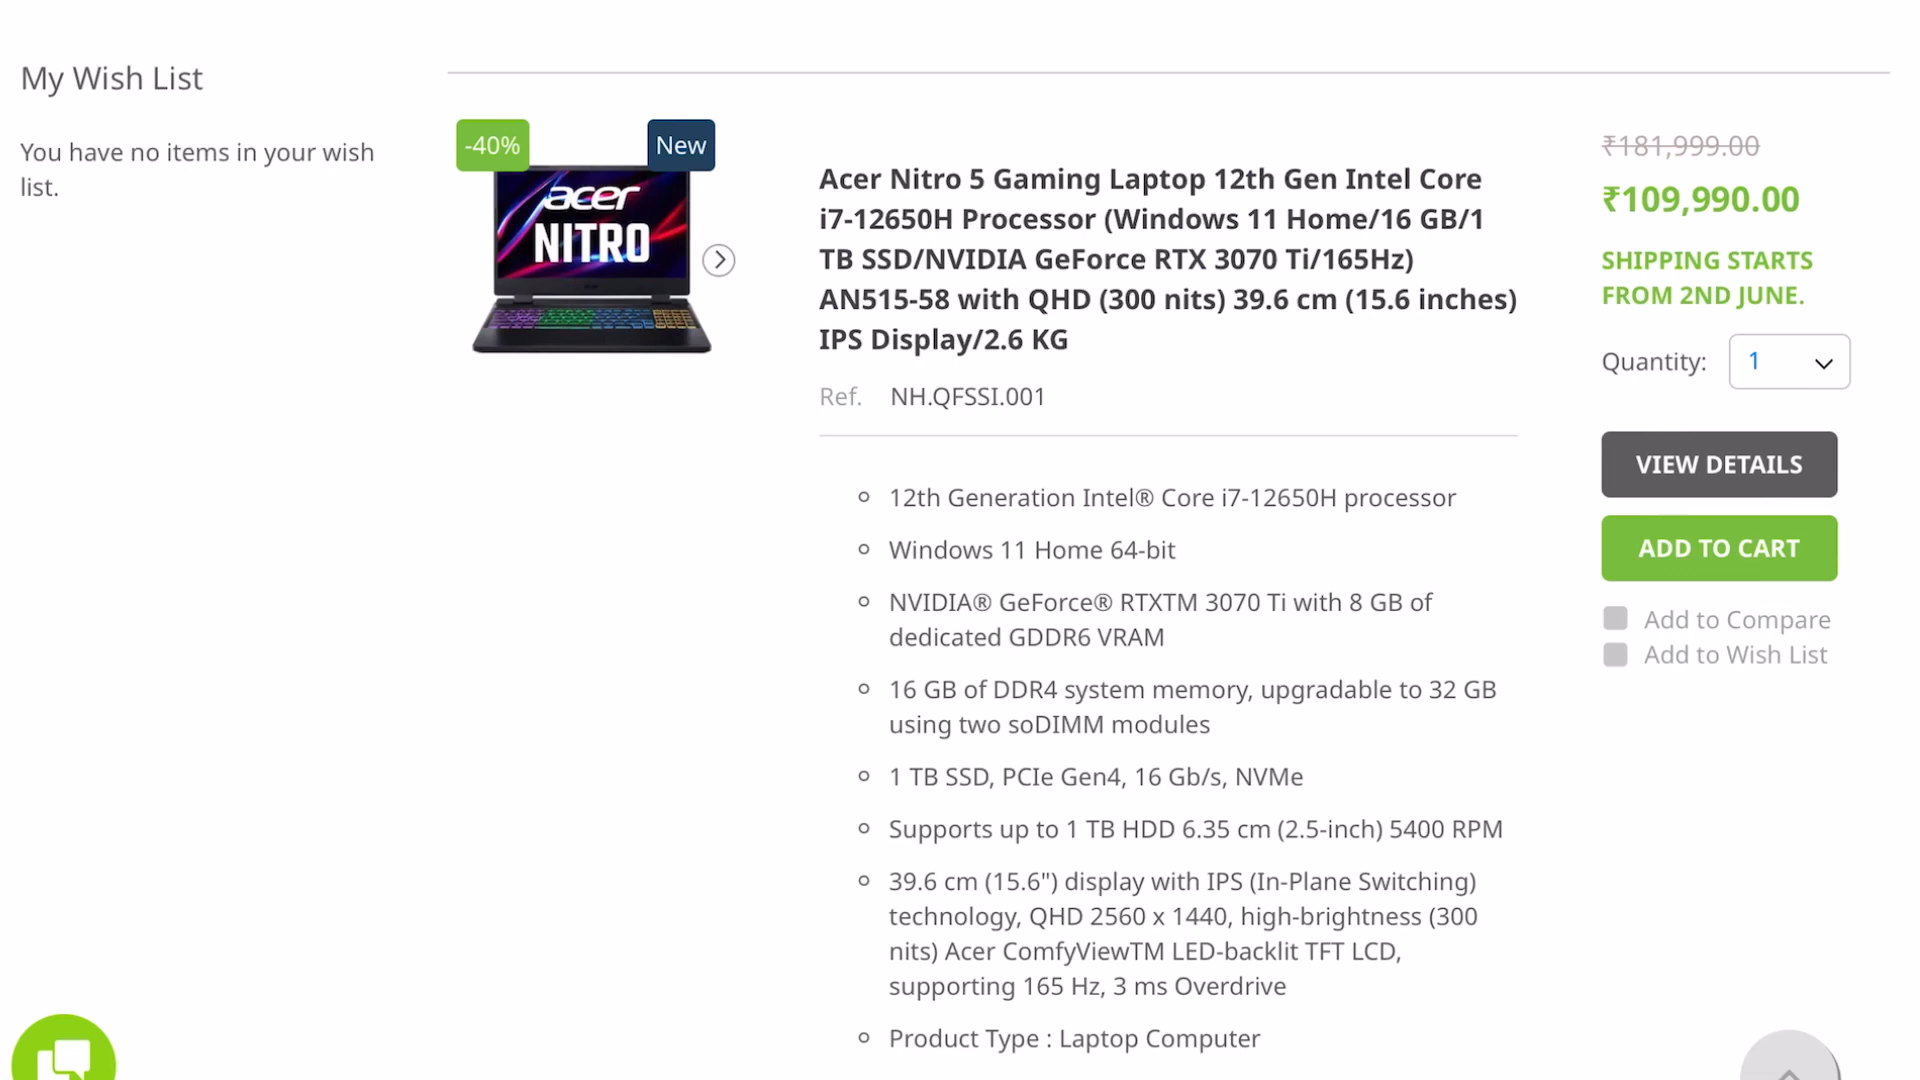 My Wish List
You have no items in your wish
list.
-40%
New
acer
NITRO
Acer Nitro 5 Gaming Laptop 12th Gen Intel Core
i7-12650H Processor (Windows 11 Home/16 GB/1
TB SSD/NVIDIA GeForce RTX 3070 Ti/165Hz)
AN515-58 with QHD (300 nits) 39.6 cm (15.6 inches)
IPS Display/2.6 KG
Ref. NH.QFSSI.001
12th Generation Intel® Core i7-12650H processor
Windows 11 Home 64-bit
NVIDIA® GeForce® RTXTM 3070 Ti with 8 GB of
dedicated GDDR6 VRAM
16 GB of DDR4 system memory, upgradable to 32 GB
using two soDIMM modules
1 TB SSD, PCIe Gen4, 16 Gb/s, NVMe
Supports up to 1 TB HDD 6.35 cm (2.5-inch) 5400 RPM
39.6 cm (15.6") display with IPS (In-Plane Switching)
technology, QHD 2560 x 1440, high-brightness (300
nits) Acer ComfyViewTM LED-backlit TFT LCD,
supporting 165 Hz, 3 ms Overdrive
Product Type : Laptop Computer
₹181,999.00
₹109,990.00
SHIPPING STARTS
FROM 2ND JUNE.
Quantity: 1
VIEW DETAILS
ADD TO CART
Add to Compare
Add to Wish List